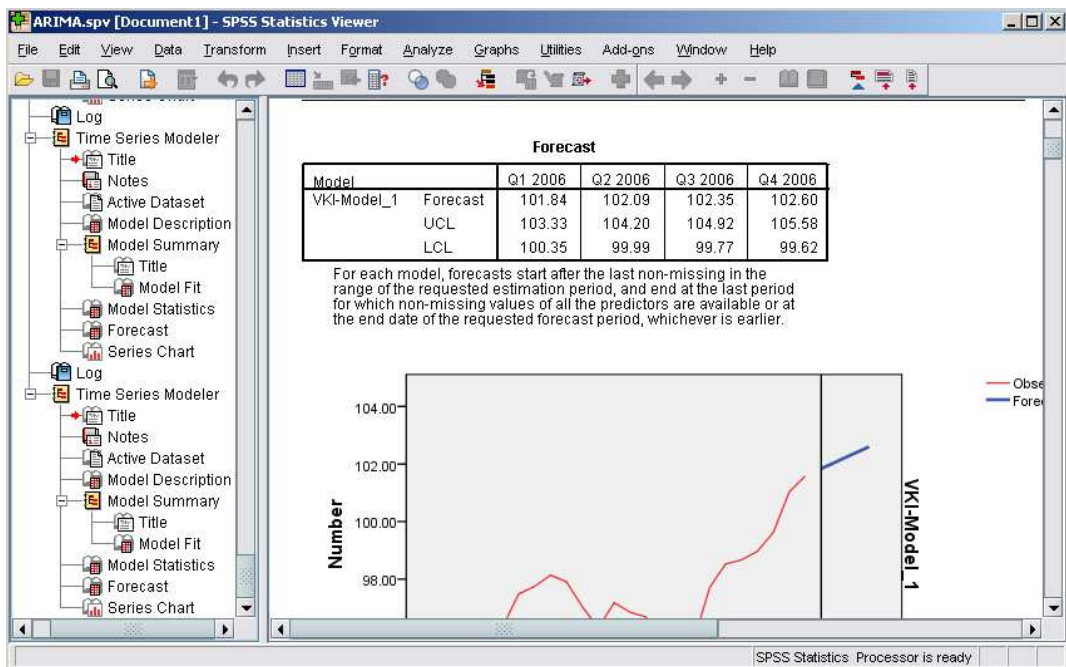 ARIMA.spv [Document1] - SPSS Statistics Viewer
File Edit View Data Transform Insert Format Analyze Graphs Utilities Add-ons Window Help
Log
Time Series Modeler
Title
Notes
Active Dataset
Model Description
Model Summary
Title
Model Fit
Model Statistics
Forecast
Series Chart
Log
Time Series Modeler
Title
Notes
Active Dataset
Model Description
Model Summary
Title
Model Fit
Model Statistics
Forecast
Series Chart
Forecast
Model Q1 2006 Q2 2006 Q3 2006 Q4 2006
VKI-Model_1 Forecast 101.84 102.09 102.35 102.60
UCL 103.33 104.20 104.92 105.58
LCL 100.35 99.99 99.77 99.62
For each model, forecasts start after the last non-missing in the
range of the requested estimation period, and end at the last period
for which non-missing values of all the predictors are available or at
the end date of the requested forecast period, whichever is earlier.
104.00
102.00
100.00
98.00
Number
VKI-Model_1
Obse
Fore
SPSS Statistics Processor is ready